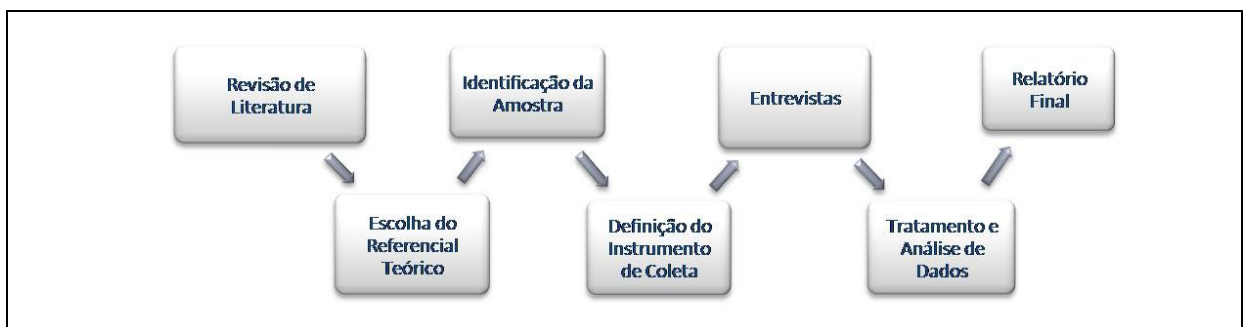 Revisão de
Literatura
Escolha do
Referencial
Teórico
Identificação da
Amostra
Definição do
Instrumento
de Coleta
Entrevistas
Tratamento e
Análise de
Dados
Relatório
Final